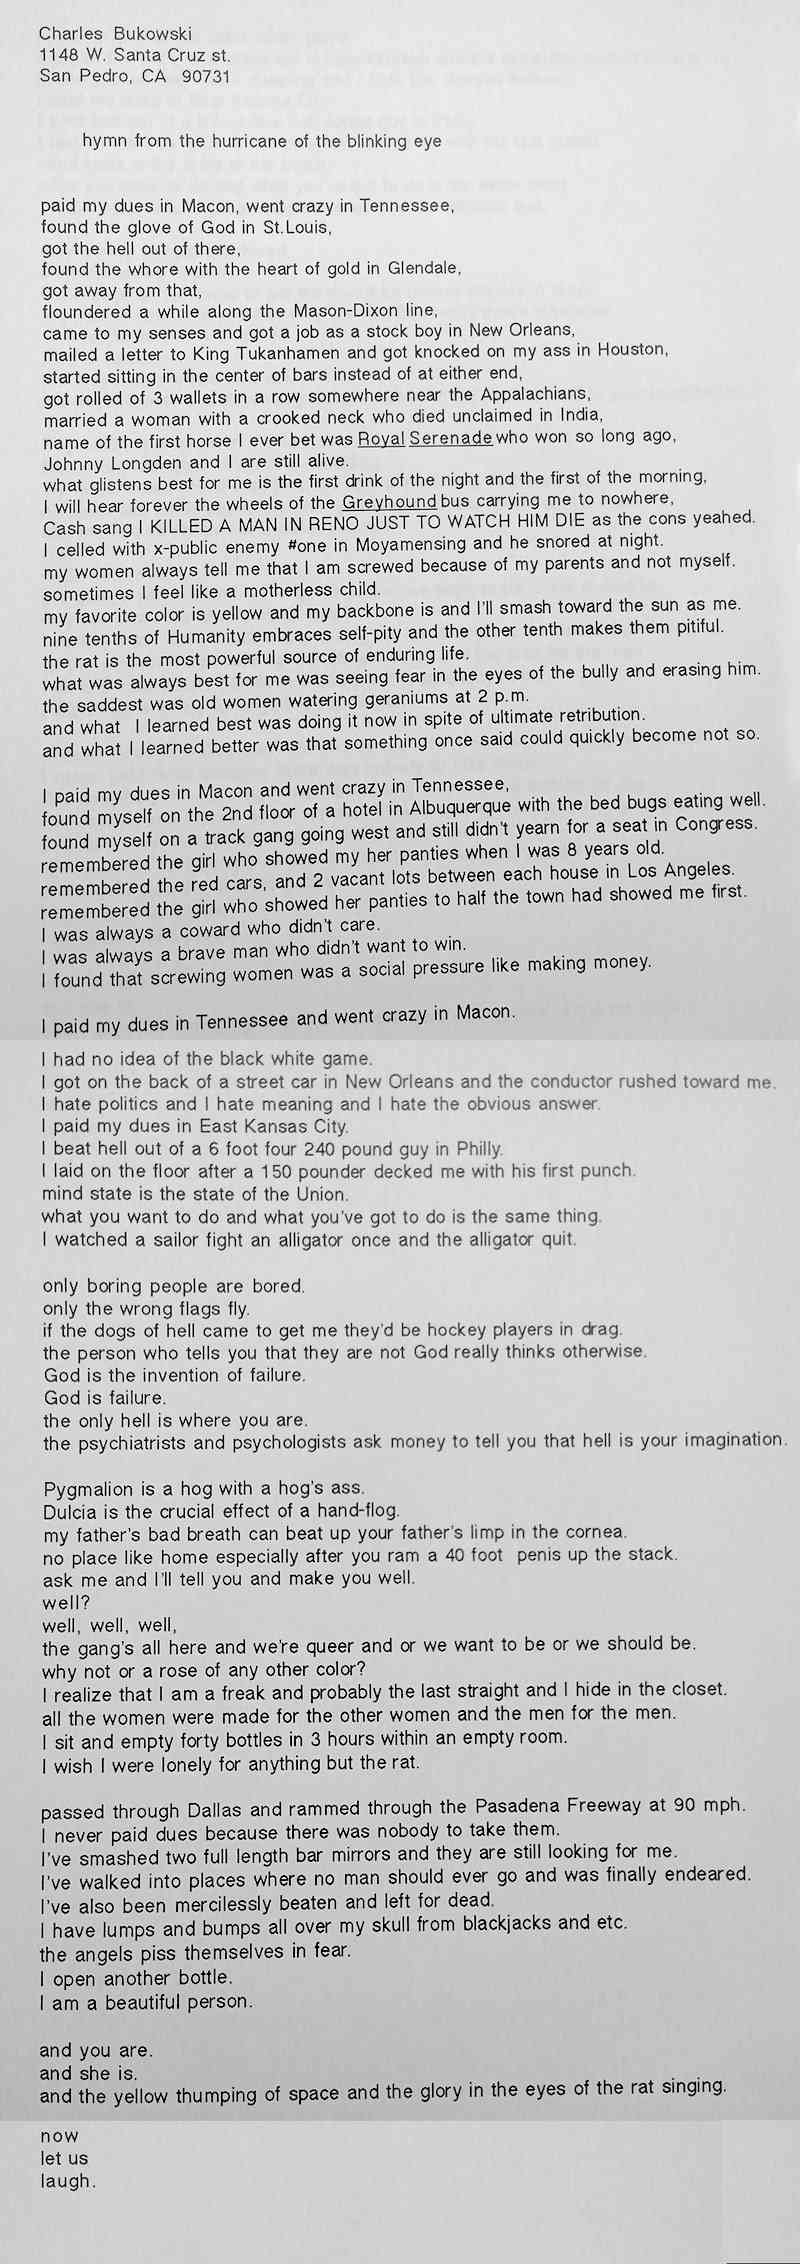 Charles Bukowski
1148 W. Santa Cruz st.
San Pedro, CA 90731
hymn from the hurricane of the blinking eye
paid my dues in Macon, went crazy in Tennessee,
found the glove of God in St.Louis,
got the hell out of there,
found the whore with the heart of gold in Glendale,
got away from that,
floundered a while along the Mason-Dixon line,
came to my senses and got a job as a stock boy in New Orleans,
mailed a letter to King Tukanhamen and got knocked on my ass in Houston,
started sitting in the center of bars instead of at either end,
got rolled of 3 wallets in a row somewhere near the Appalachians,
married a woman with a crooked neck who died unclaimed in India,
name of the first horse I ever bet was Royal Serenade who won so long ago,
Johnny Longden and I are still alive.
what glistens best for me is the first drink of the night and the first of the morning,
I will hear forever the wheels of the Greyhound bus carrying me to nowhere,
Cash sang I KILLED A MAN IN RENO JUST TO WATCH HIM DIE as the cons yeahed.
I celled with x-public enemy #one in Moyamensing and he snored at night.
my women always tell me that I am screwed because of my parents and not myself.
sometimes I feel like a motherless child.
my favorite color is yellow and my backbone is and I'll smash toward the sun as me.
nine tenths of Humanity embraces self-pity and the other tenth makes them pitiful.
the rat is the most powerful source of enduring life.
what was always best for me was seeing fear in the eyes of the bully and erasing him.
the saddest was old women watering geraniums at 2 p.m.
and what I learned best was doing it now in spite of ultimate retribution.
and what I learned better was that something once said could quickly become not so.
I paid my dues in Macon and went crazy in Tennessee,
found myself on the 2nd floor of a hotel in Albuquerque with the bed bugs eating well.
found myself on a track gang going west and still didn't yearn for a seat in Congress.
remembered the girl who showed my her panties when I was 8 years old.
remembered the red cars, and 2 vacant lots between each house in Los Angeles.
remembered the girl who showed her panties to half the town had showed me first.
I was always a coward who didn't care.
I was always a brave man who didn't want to win.
I found that screwing women was a social pressure like making money.
I paid my dues in Tennessee and went crazy in Macon.
I had no idea of the black white game.
I got on the back of a street car in New Orleans and the conductor rushed toward me.
I hate politics and I hate meaning and I hate the obvious answer.
I paid my dues in East Kansas City.
I beat hell out of a 6 foot four 240 pound guy in Philly.
I laid on the floor after a 150 pounder decked me with his first punch.
mind state is the state of the Union.
what you want to do and what you've got to do is the same thing.
I watched a sailor fight an alligator once and the alligator quit.
only boring people are bored.
only the wrong flags fly.
if the dogs of hell came to get me they'd be hockey players in drag.
the person who tells you that they are not God really thinks otherwise.
God is the invention of failure.
God is failure.
the only hell is where you are.
the psychiatrists and psychologists ask money to tell you that hell is your imagination.
Pygmalion is a hog with a hog's ass.
Dulcia is the crucial effect of a hand-flog.
my father's bad breath can beat up your father's limp in the cornea.
no place like home especially after you ram a 40 foot penis up the stack.
ask me and I'll tell you and make you well.
well?
well, well, well,
the gang's all here and we're queer and or we want to be or we should be.
why not or a rose of any other color?
I realize that I am a freak and probably the last straight and I hide in the closet.
all the women were made for the other women and the men for the men.
I sit and empty forty bottles in 3 hours within an empty room.
I wish I were lonely for anything but the rat.
passed through Dallas and rammed through the Pasadena Freeway at 90 mph.
I never paid dues because there was nobody to take them.
I've smashed two full length bar mirrors and they are still looking for me.
I've walked into places where no man should ever go and was finally endeared.
I've also been mercilessly beaten and left for dead.
I have lumps and bumps all over my skull from blackjacks and etc.
the angels piss themselves in fear.
I open another bottle.
I am a beautiful person.
and you are.
and she is.
and the yellow thumping of space and the glory in the eyes of the rat singing.
now
let us
laugh.